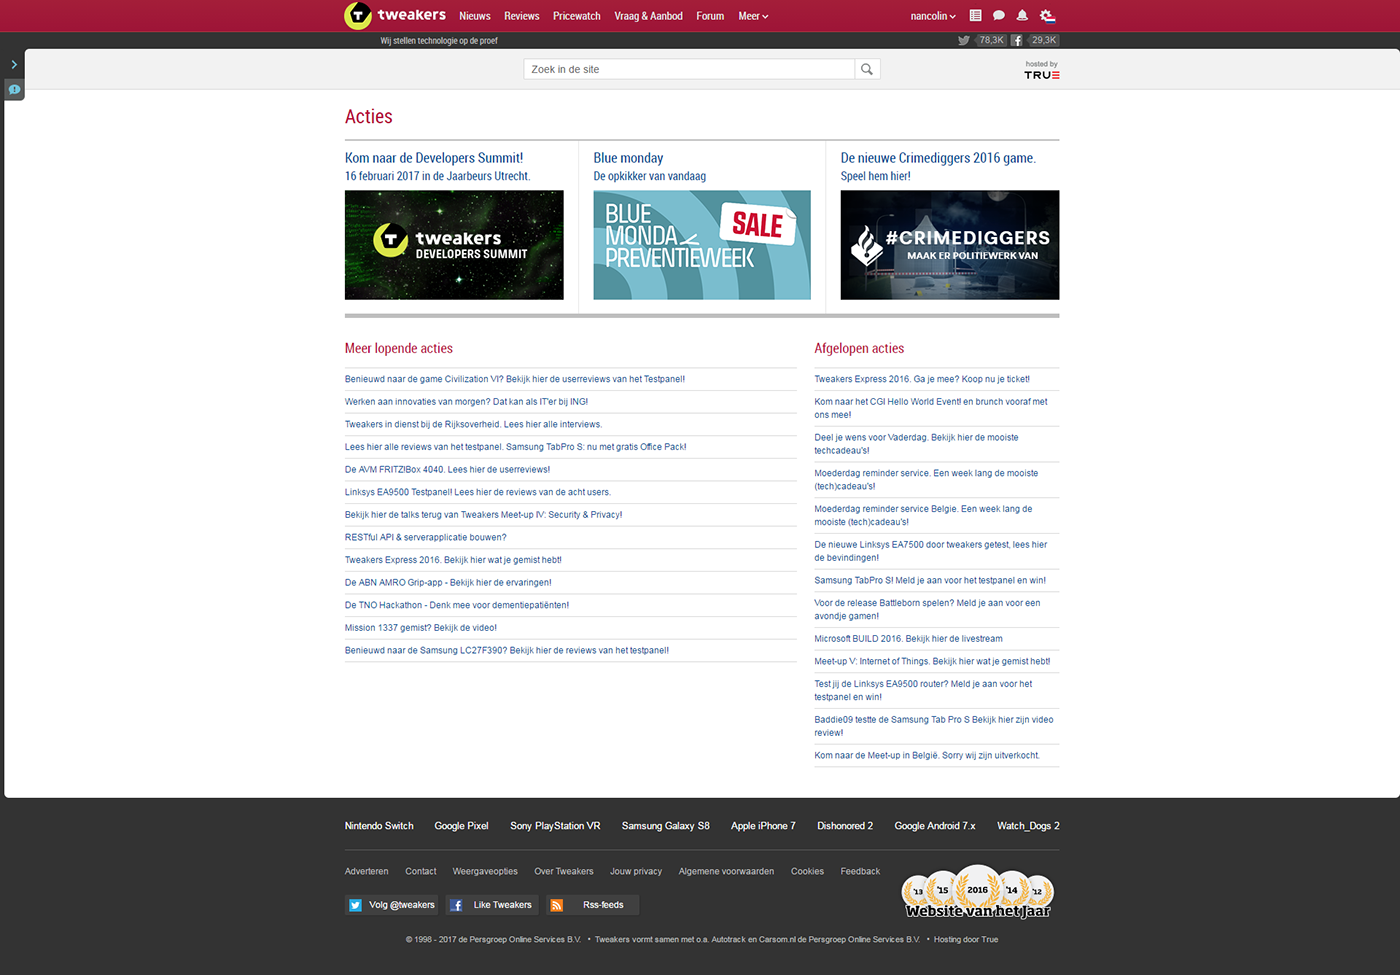 tweakers Nieuws Reviews Pricewatch Vraag & Aanbod Forum Meer nancolin
Wij stellen technologie op de proef 78,3K 29,3K
Zoek in de site
hosted by
TRUE
Acties
Kom naar de Developers Summit!
16 februari 2017 in de Jaarbeurs Utrecht.
tweakers
DEVELOPERS SUMMIT
Blue monday
De opkikker van vandaag
BLUE
MONDAY
PREVENTIEWEEK
SALE
De nieuwe Crimediggers 2016 game.
Speel hem hier!
#CRIMEDIGGERS
MAAK ER POLITIEWERK VAN
Meer lopende acties
Benieuwd naar de game Civilization VI? Bekijk hier de userreviews van het Testpanel!
Werken aan innovaties van morgen? Dat kan als IT'er bij ING!
Tweakers in dienst bij de Rijksoverheid. Lees hier alle interviews.
Lees hier alle reviews van het testpanel. Samsung TabPro S: nu met gratis Office Pack!
De AVM FRITZ!Box 4040. Lees hier de userreviews!
Linksys EA9500 Testpanel! Lees hier de reviews van de acht users.
Bekijk hier de talks terug van Tweakers Meet-up IV: Security & Privacy!
RESTful API & serverapplicatie bouwen?
Tweakers Express 2016. Bekijk hier wat je gemist hebt!
De ABN AMRO Grip-app - Bekijk hier de ervaringen!
De TNO Hackathon - Denk mee voor dementiepatiënten!
Mission 1337 gemist? Bekijk de video!
Benieuwd naar de Samsung LC27F390? Bekijk hier de reviews van het testpanel!
Afgelopen acties
Tweakers Express 2016. Ga je mee? Koop nu je ticket!
Kom naar het CGI Hello World Event! en brunch vooraf met
ons mee!
Deel je wens voor Vaderdag. Bekijk hier de mooiste
techcadeau's!
Moederdag reminder service. Een week lang de mooiste
(tech)cadeau's!
Moederdag reminder service Belgie. Een week lang de
mooiste (tech)cadeau's!
De nieuwe Linksys EA7500 door tweakers getest, lees hier
de bevindingen!
Samsung TabPro S! Meld je aan voor het testpanel en win!
Voor de release Battleborn spelen? Meld je aan voor een
avondje gamen!
Microsoft BUILD 2016. Bekijk hier de livestream
Meet-up V: Internet of Things. Bekijk hier wat je gemist hebt!
Test jij de Linksys EA9500 router? Meld je aan voor het
testpanel en win!
Baddie09 testte de Samsung Tab Pro S Bekijk hier zijn video
review!
Kom naar de Meet-up in België. Sorry wij zijn uitverkocht.
Nintendo Switch Google Pixel Sony PlayStation VR Samsung Galaxy S8 Apple iPhone 7 Dishonored 2 Google Android 7.x Watch_Dogs 2
Adverteren Contact Weergaveopties Over Tweakers Jouw privacy Algemene voorwaarden Cookies Feedback
Volg @tweakers Like Tweakers Rss-feeds
'13 '15 2016 '14 '12
Website van het Jaar
© 1998 - 2017 de Persgroep Online Services B.V. • Tweakers vormt samen met o.a. Autotrack en Carsom.nl de Persgroep Online Services B.V. • Hosting door True